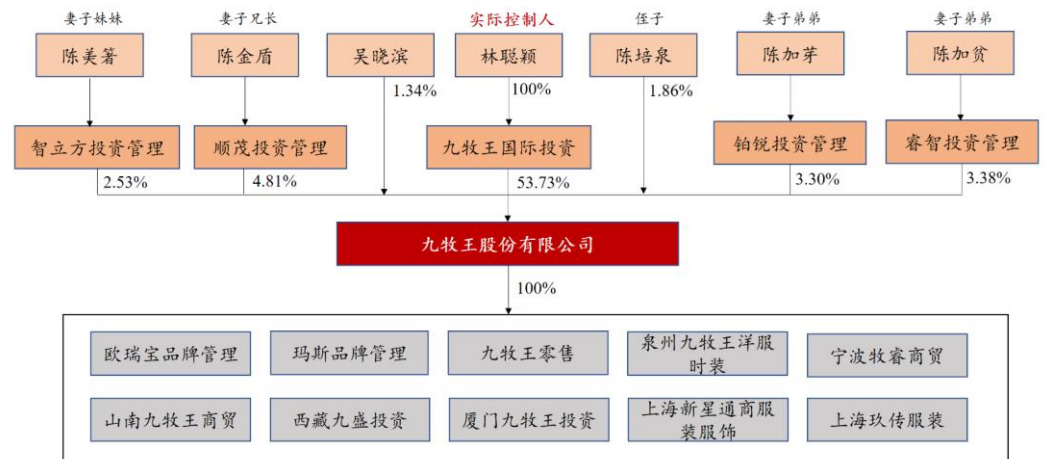 妻子妹妹
妻子兄长
实际控制人
侄子
妻子弟弟
妻子弟弟
陈美箸
陈金盾
吴晓滨
林聪颖
陈培泉
陈加芽
陈加贫
1.34%
100%
1.86%
智立方投资管理
顺茂投资管理
九牧王国际投资
铂锐投资管理
睿智投资管理
2.53%
4.81%
53.73%
3.30%
3.38%
九牧王股份有限公司
100%
欧瑞宝品牌管理
玛斯品牌管理
九牧王零售
泉州九牧王洋服
时装
宁波牧睿商贸
山南九牧王商贸
西藏九盛投资
厦门九牧王投资
上海新星通商服
装服饰
上海玖传服装